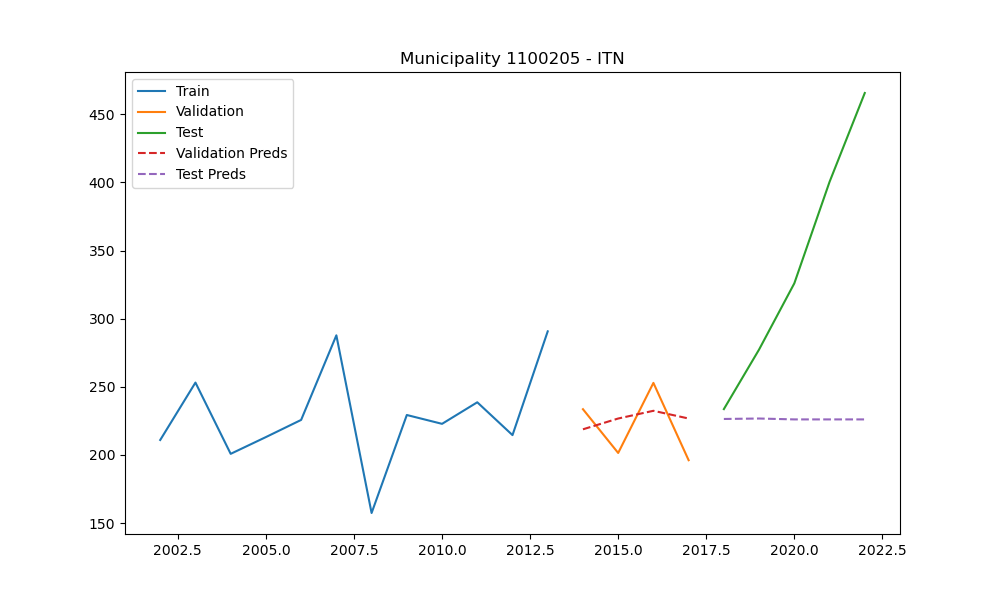 Municipality 1100205 - ITN
Train
Validation
Test
Validation Preds
Test Preds
450
400
350
300
250
200
150
2002.5 2005.0 2007.5 2010.0 2012.5 2015.0 2017.5 2020.0 2022.5